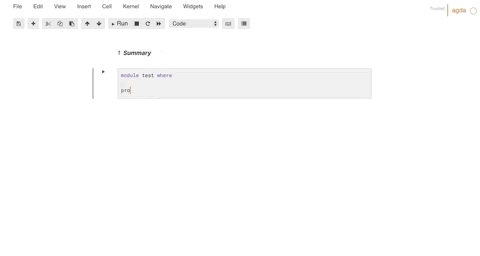 File Edit View Insert Cell Kernel Navigate Widgets Help
Trusted
agda
Run
Code
1 Summary
module test where
pro